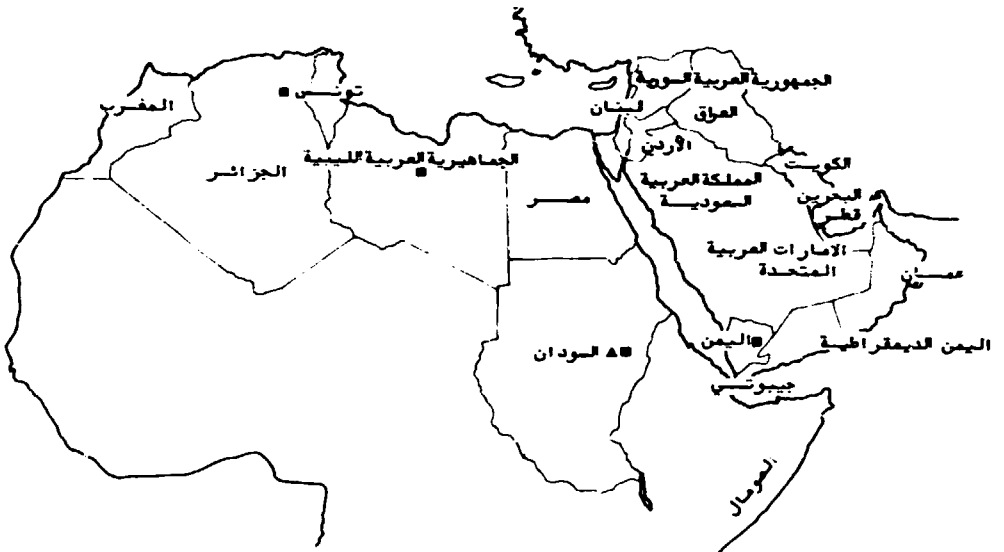 الجمهورية العربية السورية
تونس
المغرب
لبنان
العراق
الأردن
الجماهيرية العربية الليبية
الكويت
الجزائر
المملكة العربية
السعودية
البحرين
مصر
قطر
الامارات العربية
المتحدة
عمان
اليمن
اليمن الديمقراطية
السودان
جيبوتي
الصومال